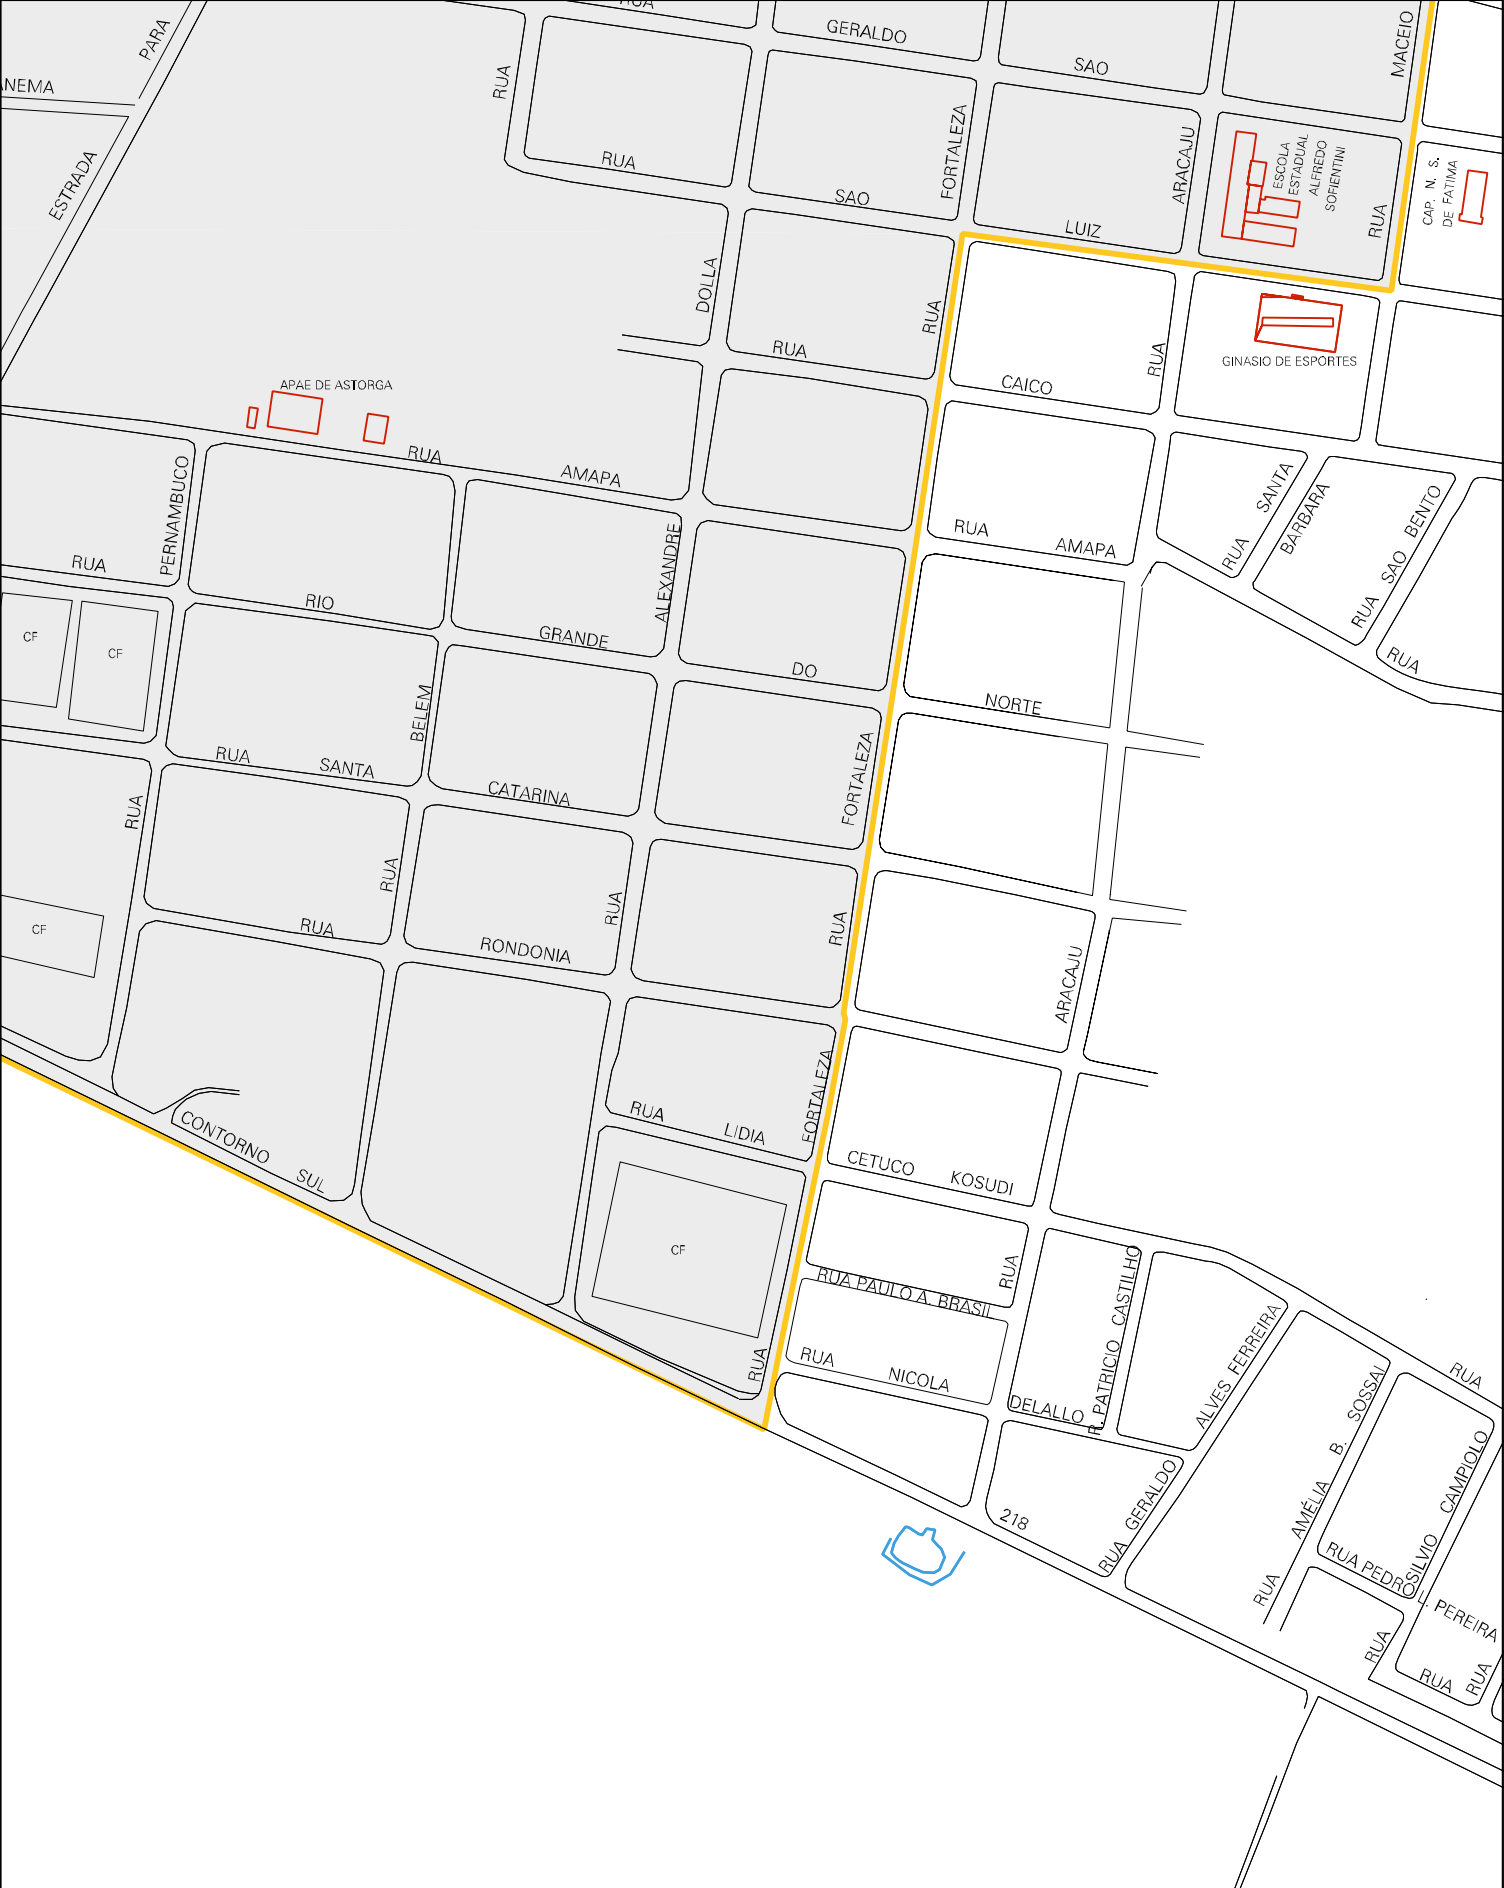 RUA
PARA
GERALDO
MACEIO
SAO
ANEMA
RUA
ESTRADA
RUA
SAO
FORTALEZA
ARACAJU
ESCOLA
ESTADUAL
ALFREDO
SOFIENTINI
CAP. N. S.
DE FATIMA
LUIZ
RUA
DOLLA
RUA
RUA
CAICO
RUA
GINASIO DE ESPORTES
APAE DE ASTORGA
RUA
AMAPA
PERNAMBUCO
RUA
RIO
ALEXANDRE
GRANDE
DO
RUA
AMAPA
RUA
SANTA
BARBARA
RUA SAO BENTO
RUA
CF
CF
NORTE
BELEM
RUA
SANTA
CATARINA
FORTALEZA
RUA
RUA
RUA
RUA
RUA
RONDONIA
CF
ARACAJU
FORTALEZA
RUA
LIDIA
CONTORNO
SUL
CETUCO
KOSUDI
CF
RUA
RUA PAULO A. BRASIL
R. PATRICIO CASTILHO
RUA
RUA
NICOLA
DELALLO
RUA GERALDO
ALVES FERREIRA
218
RUA
RUA AMÉLIA B. SOSSAI
SILVIO CAMPIOLO
RUA PEDRO L. PEREIRA
RUA
RUA
RUA